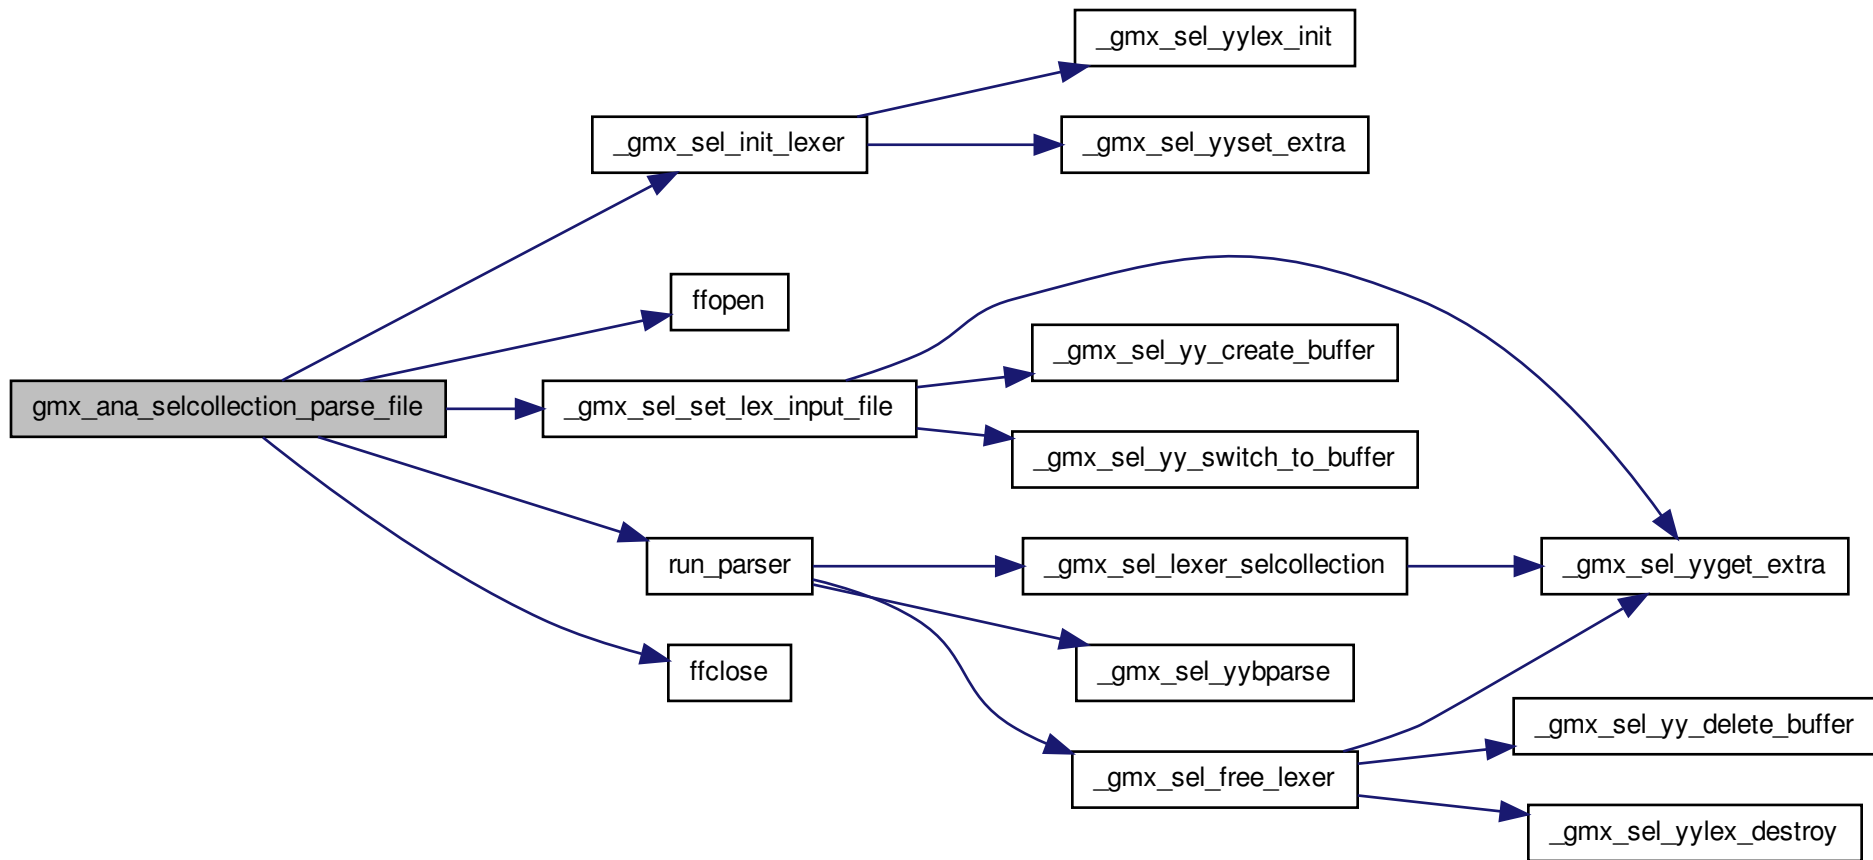 _gmx_sel_yylex_init
_gmx_sel_init_lexer
_gmx_sel_yyset_extra
ffopen
_gmx_sel_yy_create_buffer
gmx_ana_selcollection_parse_file
_gmx_sel_set_lex_input_file
_gmx_sel_yy_switch_to_buffer
run_parser
_gmx_sel_lexer_selcollection
_gmx_sel_yyget_extra
ffclose
_gmx_sel_yybparse
_gmx_sel_yy_delete_buffer
_gmx_sel_free_lexer
_gmx_sel_yylex_destroy